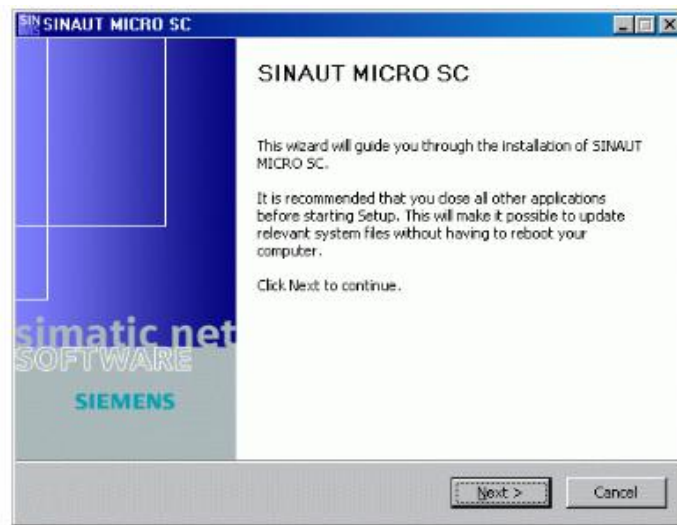 SINAUT MICRO SC
SINAUT MICRO SC
This wizard will guide you through the installation of SINAUT
MICRO SC.
It is recommended that you close all other applications
before starting Setup. This will make it possible to update
relevant system files without having to reboot your
computer.
Click Next to continue.
simatic net
SOFTWARE
SIEMENS
Next >
Cancel